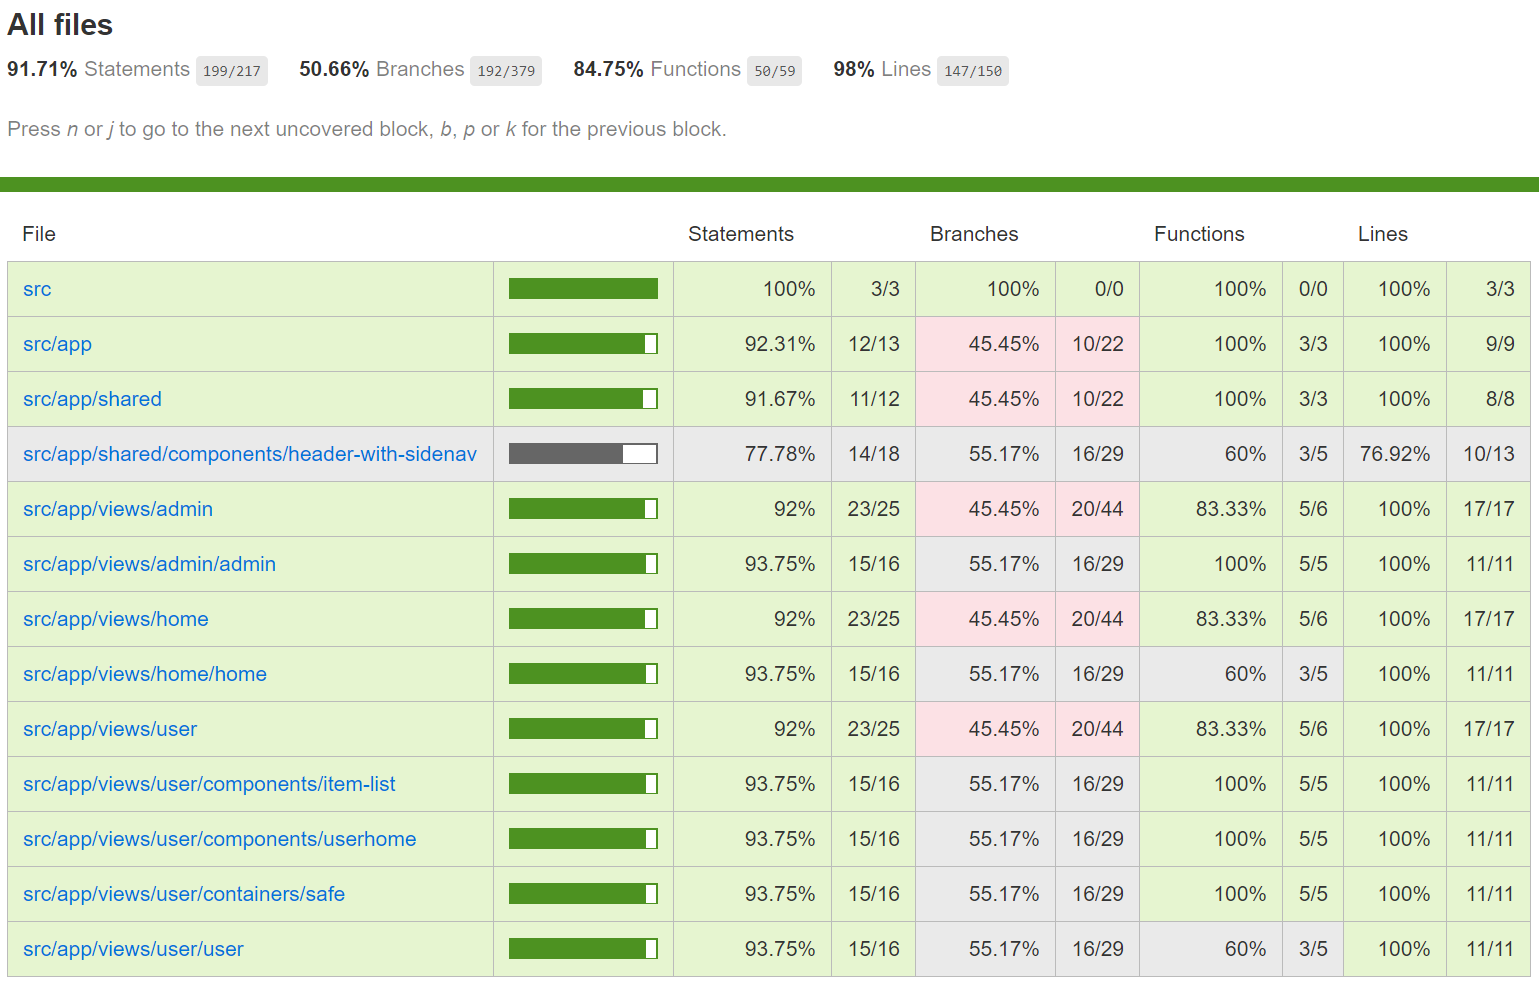 All files
91.71% Statements 199/217 50.66% Branches 192/379 84.75% Functions 50/59 98% Lines 147/150
Press n or j to go to the next uncovered block, b, p or k for the previous block.
File Statements Branches Functions Lines
src 100% 3/3 100% 0/0 100% 0/0 100% 3/3
src/app 92.31% 12/13 45.45% 10/22 100% 3/3 100% 9/9
src/app/shared 91.67% 11/12 45.45% 10/22 100% 3/3 100% 8/8
src/app/shared/components/header-with-sidenav 77.78% 14/18 55.17% 16/29 60% 3/5 76.92% 10/13
src/app/views/admin 92% 23/25 45.45% 20/44 83.33% 5/6 100% 17/17
src/app/views/admin/admin 93.75% 15/16 55.17% 16/29 100% 5/5 100% 11/11
src/app/views/home 92% 23/25 45.45% 20/44 83.33% 5/6 100% 17/17
src/app/views/home/home 93.75% 15/16 55.17% 16/29 60% 3/5 100% 11/11
src/app/views/user 92% 23/25 45.45% 20/44 83.33% 5/6 100% 17/17
src/app/views/user/components/item-list 93.75% 15/16 55.17% 16/29 100% 5/5 100% 11/11
src/app/views/user/components/userhome 93.75% 15/16 55.17% 16/29 100% 5/5 100% 11/11
src/app/views/user/containers/safe 93.75% 15/16 55.17% 16/29 100% 5/5 100% 11/11
src/app/views/user/user 93.75% 15/16 55.17% 16/29 60% 3/5 100% 11/11